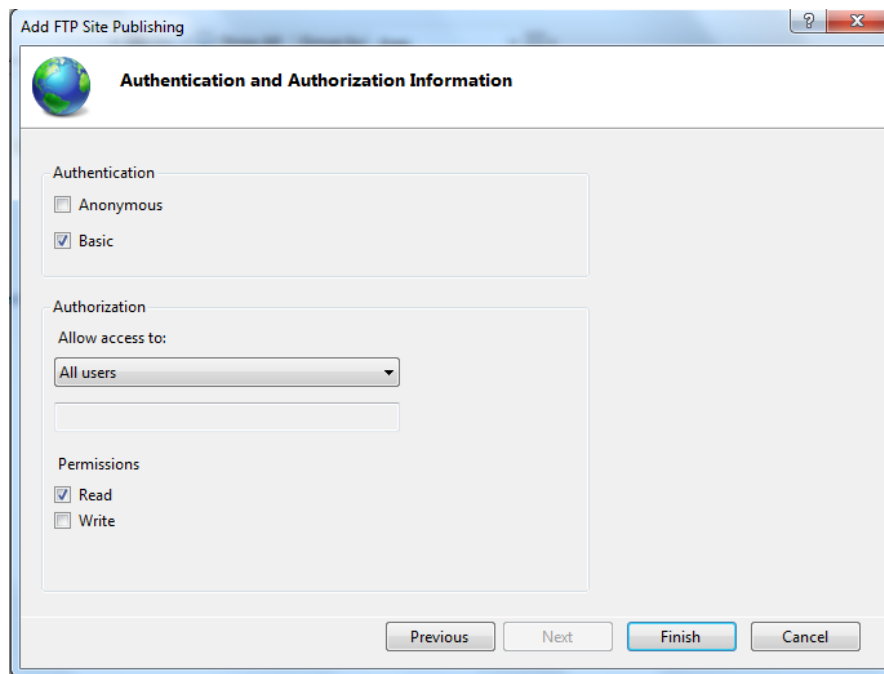 Add FTP Site Publishing
Authentication and Authorization Information
Authentication
Anonymous
Basic
Authorization
Allow access to:
All users
Permissions
Read
Write
Previous
Next
Finish
Cancel